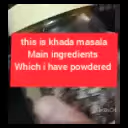 this is khada masala
Main ingredients
Which i have powdered